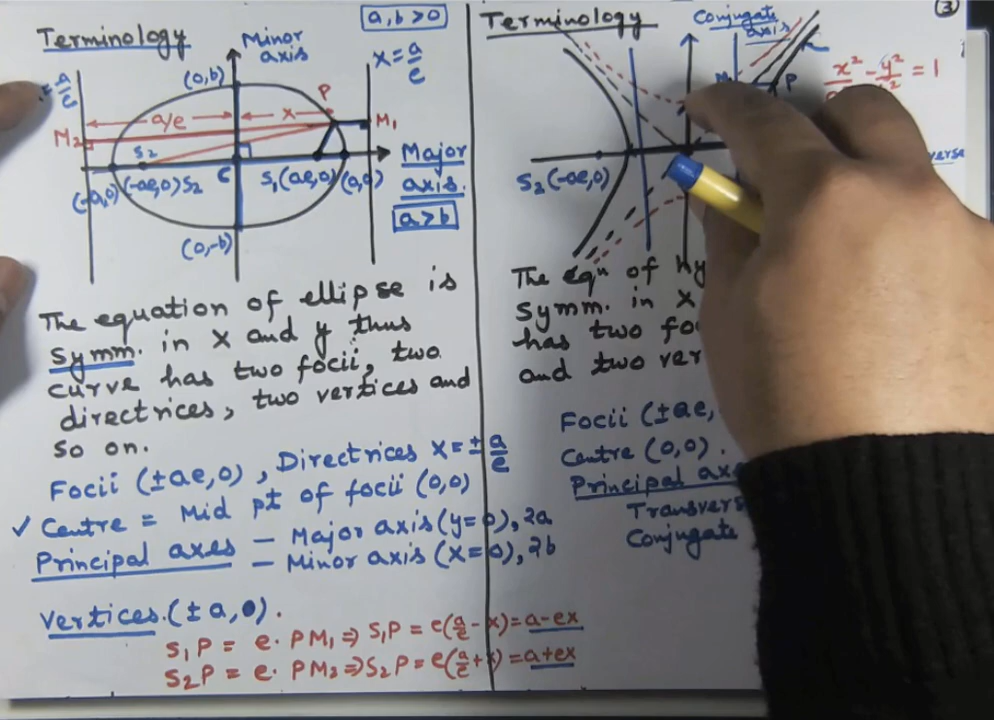 Terminology
a, b > 0
Minor axis
x = a/e
a/e
(0,b)
P
a/e
x
M2
M1
S2
C
Major axis
(-a,0)
(-ae,0) S2
S1(ae,0)
(a,0)
a>b
(0,-b)
The equation of ellipse is
symm. in x and y thus
curve has two focii, two
directrices, two vertices and
so on.
Focii (±ae,0), Directrices x=± a/e
✓ Centre = Mid pt of focii (0,0)
Principal axes – Major axis (y=0), 2a
– Minor axis (x=0), 2b
Vertices.(±a,0).
S1P = e. PM1 ⇒ S1P = e(a/e - x) = a-ex
S2P = e. PM2 ⇒ S2P = e(a/e + x) = a+ex
Terminology
Conjugate axis
3
P
x² - y² = 1
S2(-ae,0)
The eqn of hy
symm. in x
has two fo
and two ver
Focii (±ae,
Centre (0,0).
Principal axe
Transvers
Conjugate